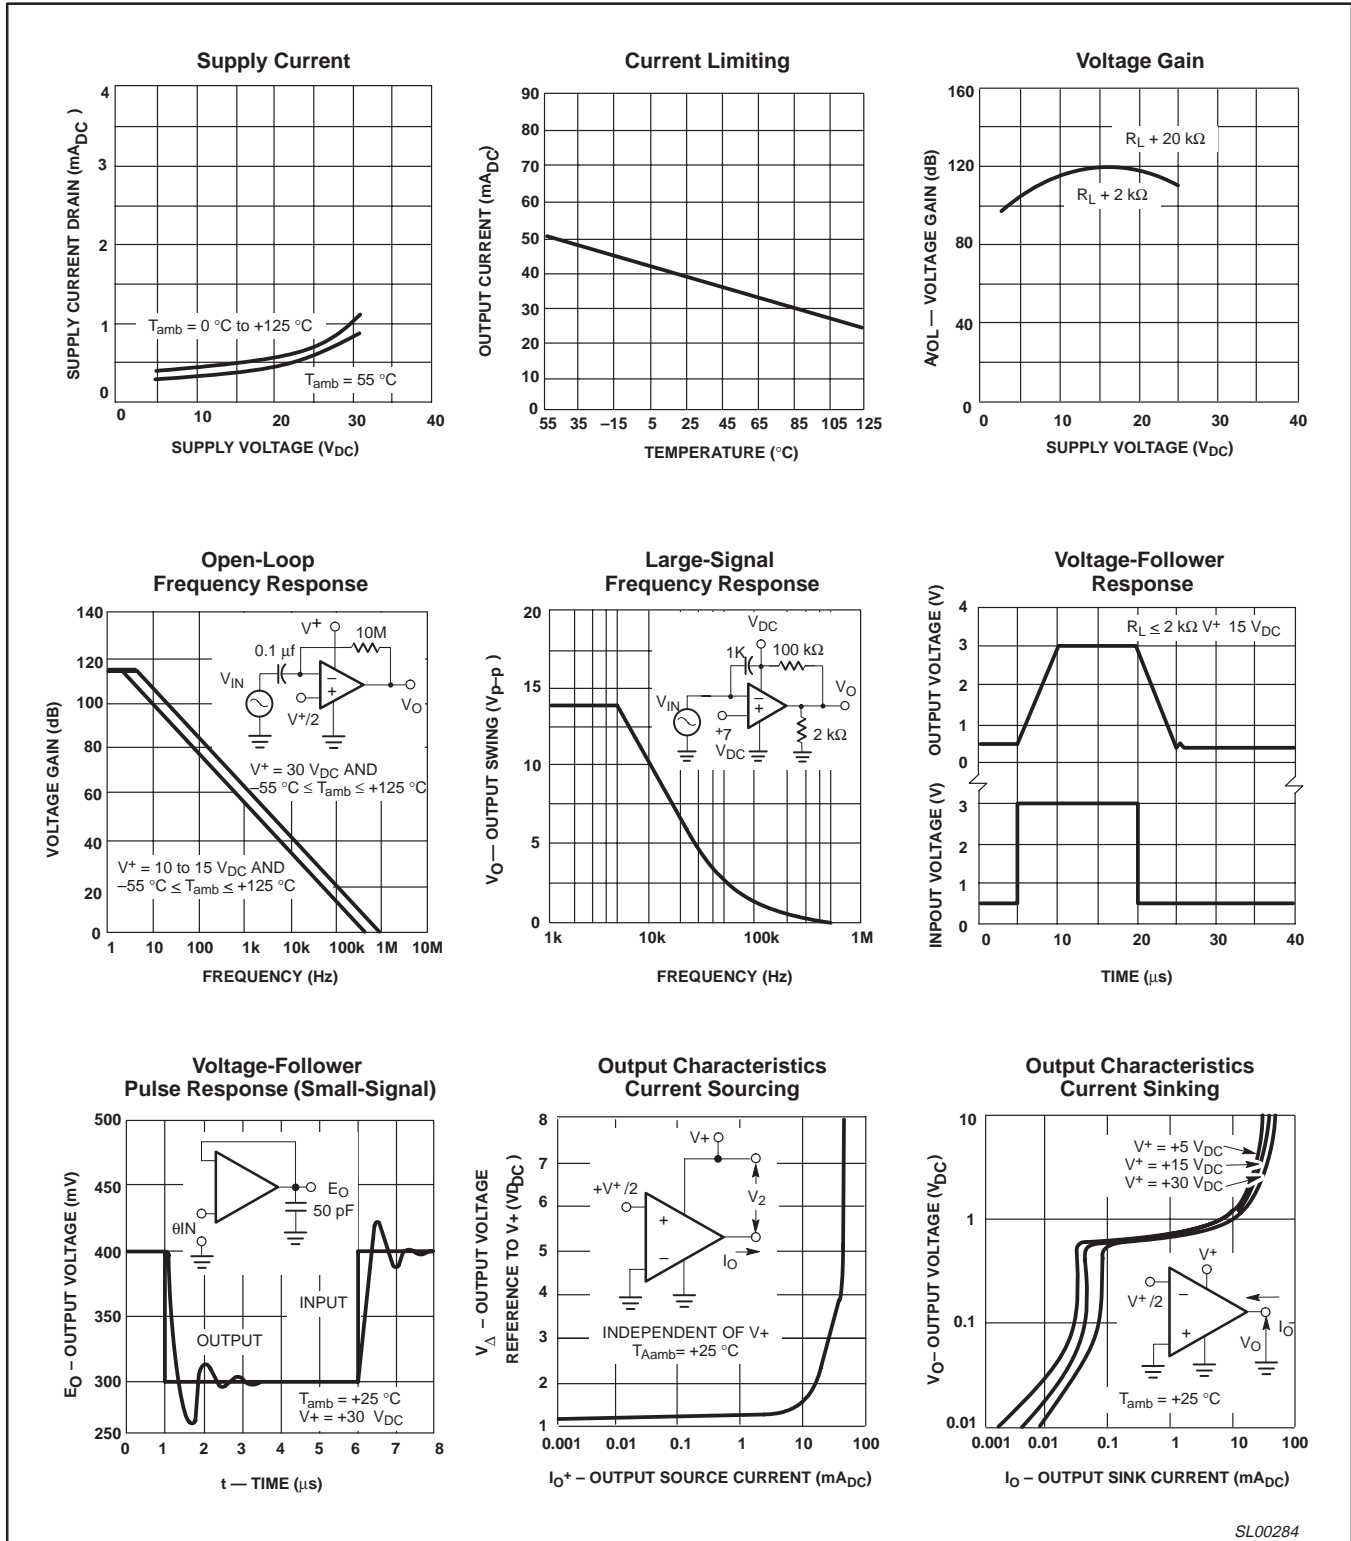 Supply Current
SUPPLY CURRENT DRAIN (mADC)
4
3
2
1
0
Tamb = 0 °C to +125 °C
Tamb = 55 °C
0 10 20 30 40
SUPPLY VOLTAGE (VDC)
Current Limiting
OUTPUT CURRENT (mADC)
90
80
70
60
50
40
30
20
10
0
55 35 –15 5 25 45 65 85 105 125
TEMPERATURE (°C)
Voltage Gain
AVOL — VOLTAGE GAIN (dB)
160
120
80
40
0
RL + 20 kΩ
RL + 2 kΩ
0 10 20 30 40
SUPPLY VOLTAGE (VDC)
Open-Loop
Frequency Response
VOLTAGE GAIN (dB)
140
120
100
80
60
40
20
0
V+
10M
0.1 µf
VIN
–
+
V+/2
VO
V+ = 30 VDC AND
–55 °C ≤ Tamb ≤ +125 °C
V+ = 10 to 15 VDC AND
–55 °C ≤ Tamb ≤ +125 °C
1 10 100 1k 10k 100k 1M 10M
FREQUENCY (Hz)
Large-Signal
Frequency Response
VO — OUTPUT SWING (Vp–p)
20
15
10
5
0
VDC
1K
100 kΩ
VIN
–
+
VO
+7
VDC
2 kΩ
1k 10k 100k 1M
FREQUENCY (Hz)
Voltage-Follower
Response
OUTPUT VOLTAGE (V)
4
3
2
1
0
RL ≤ 2 kΩ V+ 15 VDC
INPOUT VOLTAGE (V)
3
2
1
0
0 10 20 30 40
TIME (µs)
Voltage-Follower
Pulse Response (Small-Signal)
EO – OUTPUT VOLTAGE (mV)
500
450
400
350
300
250
EO
50 pF
θIN
INPUT
OUTPUT
Tamb = +25 °C
V+ = +30 VDC
0 1 2 3 4 5 6 7 8
t — TIME (µs)
Output Characteristics
Current Sourcing
VΔ – OUTPUT VOLTAGE
REFERENCE TO V+ (VDDC)
8
7
6
5
4
3
2
1
V+
+V+/2
V2
+
–
IO
INDEPENDENT OF V+
TAamb= +25 °C
0.001 0.01 0.1 1 10 100
IO+ – OUTPUT SOURCE CURRENT (mADC)
Output Characteristics
Current Sinking
VO– OUTPUT VOLTAGE (VDC)
10
1
0.1
0.01
V+ = +5 VDC
V+ = +15 VDC
V+ = +30 VDC
V+
–
V+/2
+
VO
IO
Tamb = +25 °C
0.001 0.01 0.1 1 10 100
IO – OUTPUT SINK CURRENT (mADC)
SL00284